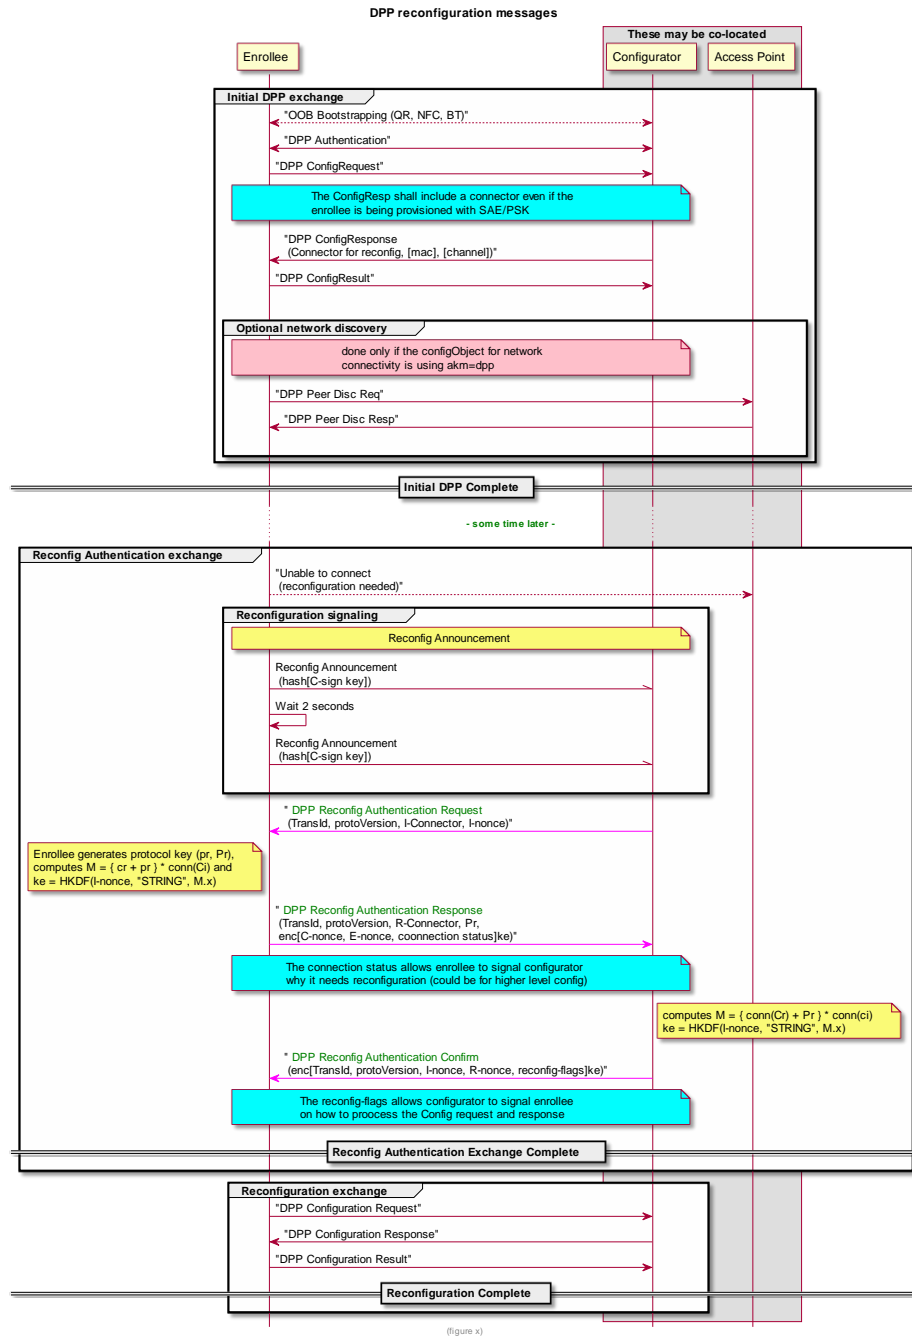 DPP reconfiguration messages
These may be co-located
Enrollee
Configurator
Access Point
Initial DPP exchange
"OOB Bootstrapping (QR, NFC, BT)"
"DPP Authentication"
"DPP ConfigRequest"
The ConfigResp shall include a connector even if the
enrollee is being provisioned with SAE/PSK
"DPP ConfigResponse
(Connector for reconfig, [mac], [channel])"
"DPP ConfigResult"
Optional network discovery
done only if the configObject for network
connectivity is using akm=dpp
"DPP Peer Disc Req"
"DPP Peer Disc Resp"
Initial DPP Complete
- some time later -
Reconfig Authentication exchange
"Unable to connect
(reconfiguration needed)"
Reconfiguration signaling
Reconfig Announcement
Reconfig Announcement
(hash[C-sign key])
Wait 2 seconds
Reconfig Announcement
(hash[C-sign key])
" DPP Reconfig Authentication Request
(TransId, protoVersion, I-Connector, I-nonce)"
Enrollee generates protocol key (pr, Pr),
computes M = { cr + pr } * conn(Ci) and
ke = HKDF(I-nonce, "STRING", M.x)
" DPP Reconfig Authentication Response
(TransId, protoVersion, R-Connector, Pr,
enc[C-nonce, E-nonce, coonnection status]ke)"
The connection status allows enrollee to signal configurator
why it needs reconfiguration (could be for higher level config)
computes M = { conn(Cr) + Pr } * conn(ci)
ke = HKDF(I-nonce, "STRING", M.x)
" DPP Reconfig Authentication Confirm
(enc[TransId, protoVersion, I-nonce, R-nonce, reconfig-flags]ke)"
The reconfig-flags allows configurator to signal enrollee
on how to proocess the Config request and response
Reconfig Authentication Exchange Complete
Reconfiguration exchange
"DPP Configuration Request"
"DPP Configuration Response"
"DPP Configuration Result"
Reconfiguration Complete
(figure x)